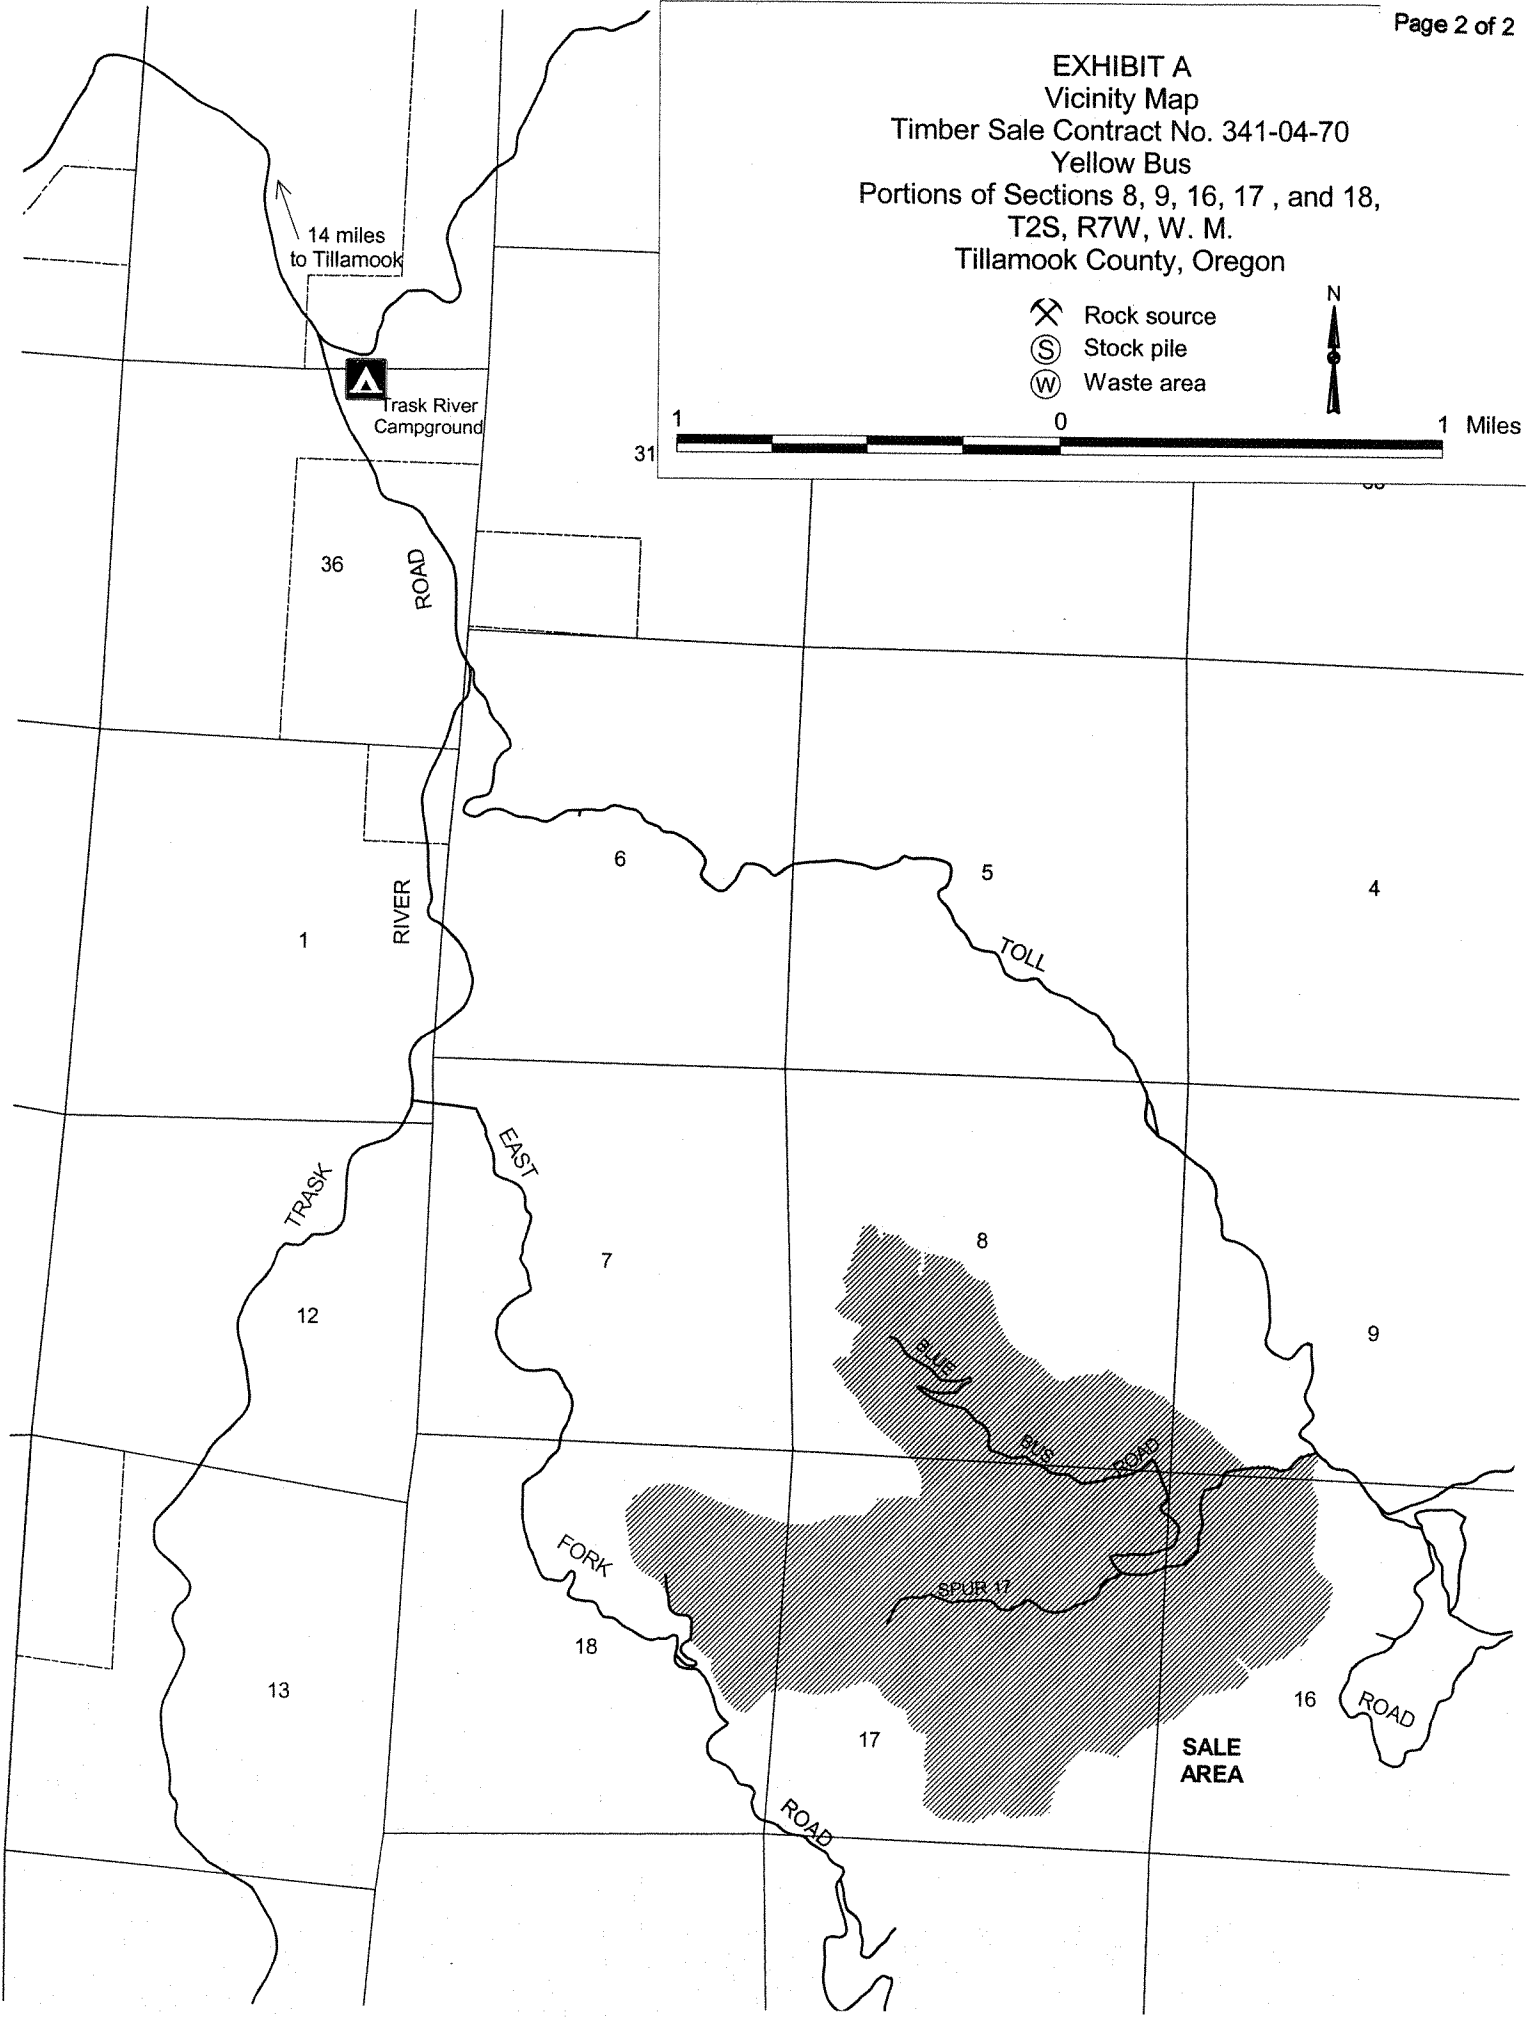 Page 2 of 2
EXHIBIT A
Vicinity Map
Timber Sale Contract No. 341-04-70
Yellow Bus
Portions of Sections 8, 9, 16, 17 , and 18,
T2S, R7W, W. M.
Tillamook County, Oregon
N
Rock source
S Stock pile
W Waste area
1 0 1 Miles
14 miles
to Tillamook
Trask River
Campground
31
36
ROAD
6
5
4
RIVER
1
TOLL
EAST
TRASK
8
7
12
9
BLUE
BUS
ROAD
FORK
SPUR 17
18
13
16
ROAD
17
SALE
AREA
ROAD